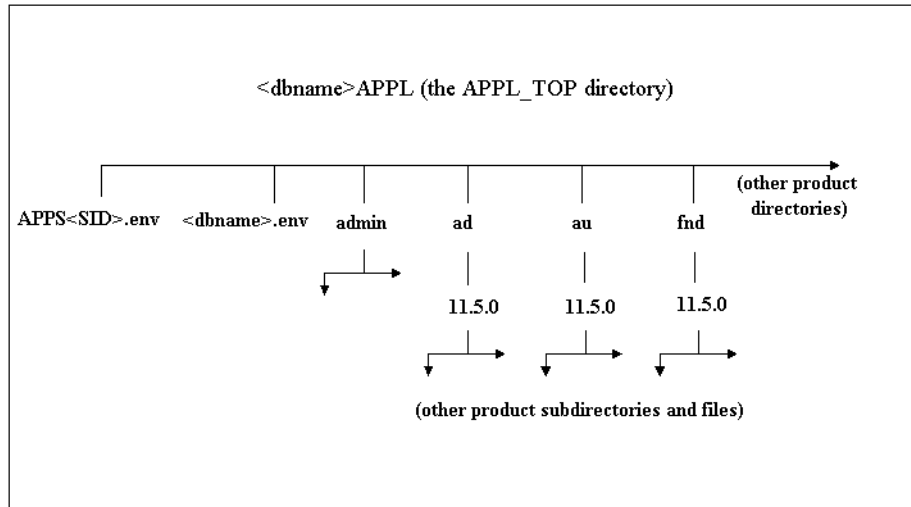 <dbname>APPL (the APPL_TOP directory)
(other product
directories)
APPS<SID>.env
<dbname>.env
admin
ad
au
fnd
11.5.0
11.5.0
11.5.0
(other product subdirectories and files)